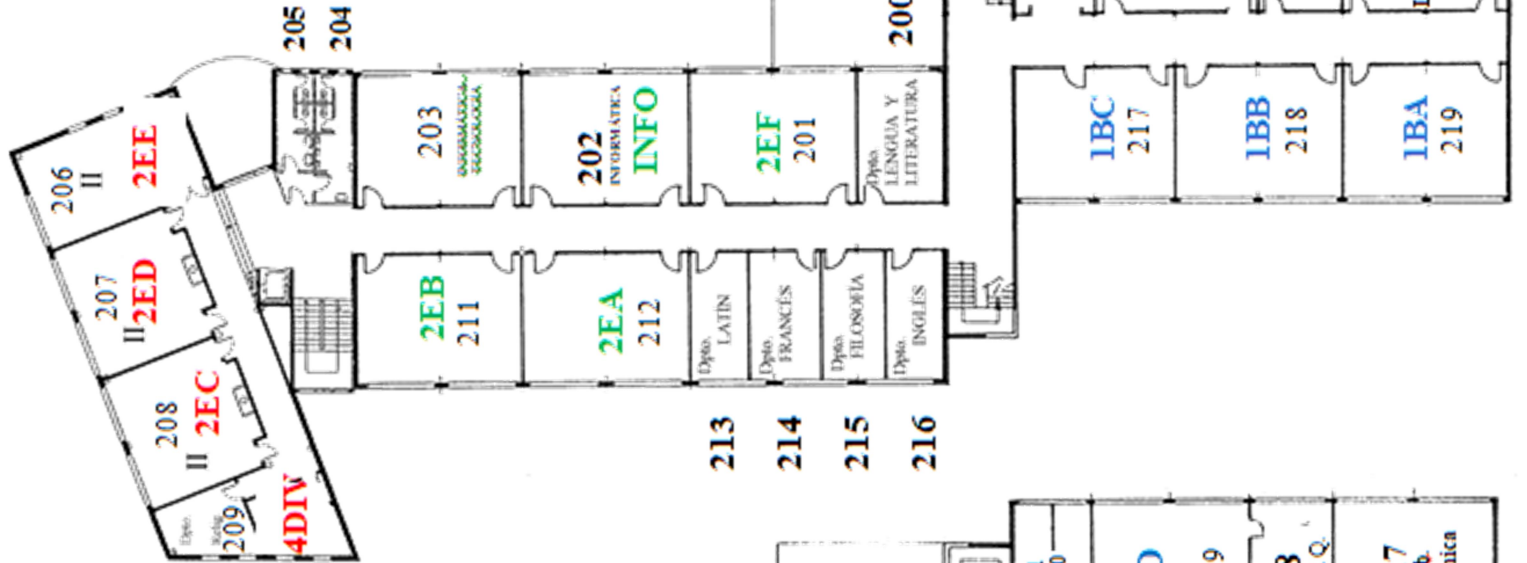 205
204
200
206
II
2EE
207
II
2ED
208
II
2EC
Dpto.
209
4DIV
203
202
INFORMÁTICA
INFO
2EF
201
Dpto.
LENGUA Y
LITERATURA
1BC
217
1BB
218
1BA
219
2EB
211
2EA
212
Dpto.
LATÍN
Dpto.
FRANCÉS
Dpto.
FILOSOFÍA
Dpto.
INGLÉS
213
214
215
216